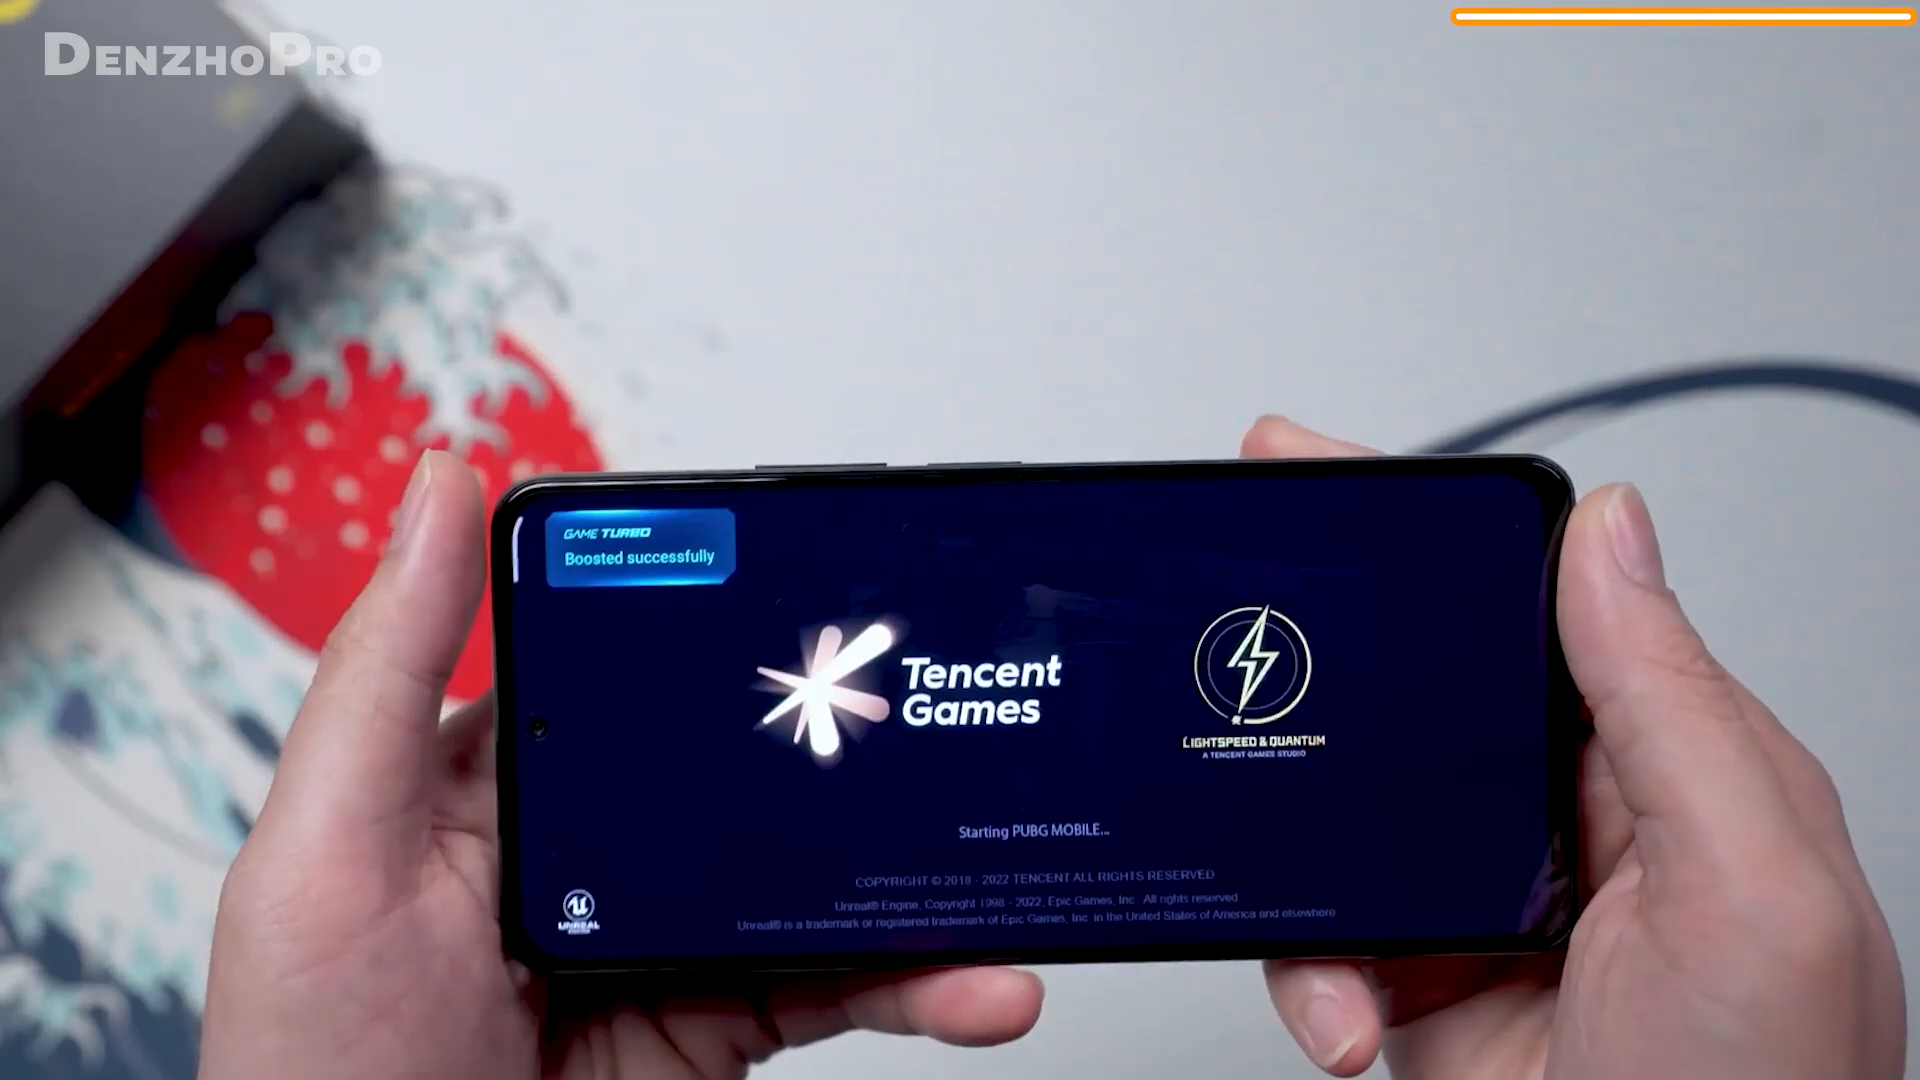 DENZHOPRO
GAME TURBO
Boosted successfully
Tencent
Games
LIGHTSPEED & QUANTUM
A TENCENT GAMES STUDIO
Starting PUBG MOBILE...
COPYRIGHT © 2018 - 2022 TENCENT ALL RIGHTS RESERVED
Unreal® Engine, Copyright 1998 - 2022, Epic Games, Inc. All rights reserved
Unreal® is a trademark or registered trademark of Epic Games, Inc. in the United States of America and elsewhere
UNREAL